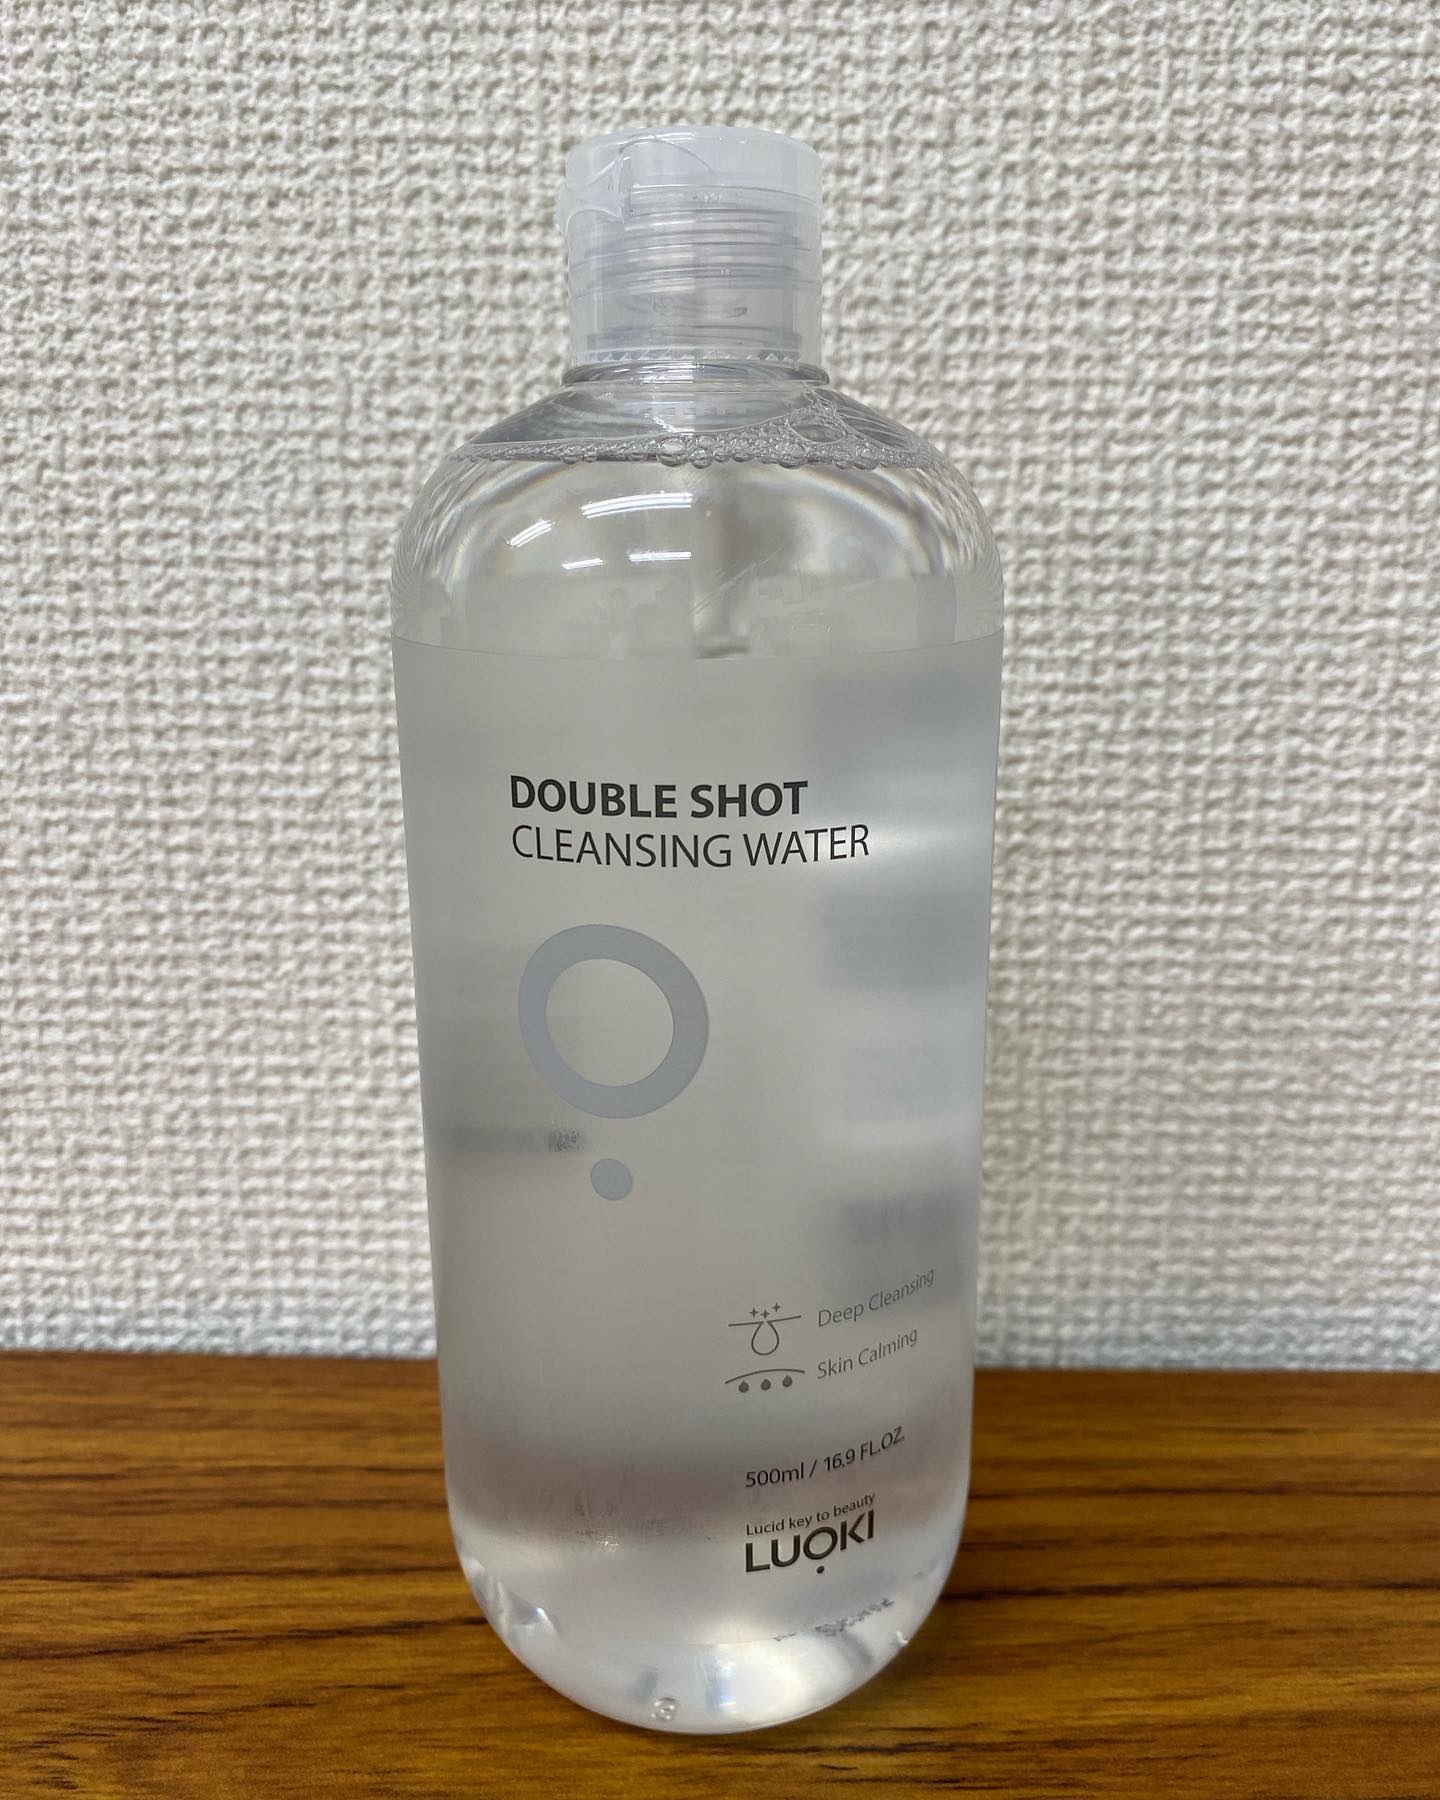 DOUBLE SHOT
CLEANSING WATER
Deep Cleansing
Skin Calming
500ml / 16.9 FL.OZ.
Lucid key to beauty
LUOKI